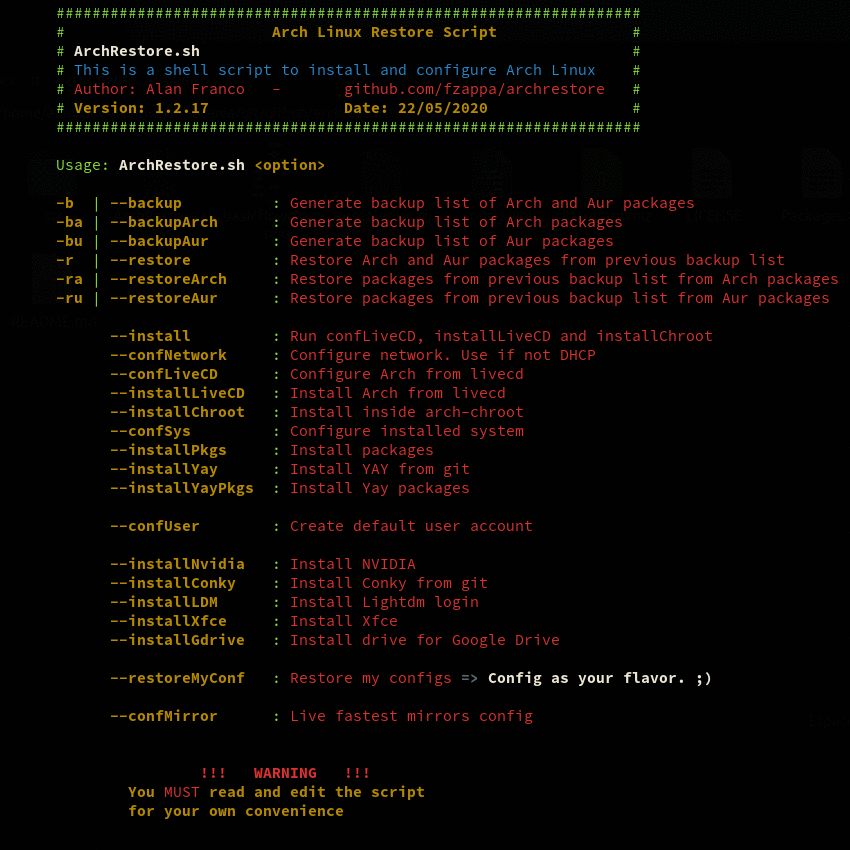 #################################################################
# Arch Linux Restore Script #
# ArchRestore.sh #
# This is a shell script to install and configure Arch Linux #
# Author: Alan Franco - github.com/fzappa/archrestore #
# Version: 1.2.17 Date: 22/05/2020 #
#################################################################
Usage: ArchRestore.sh <option>
-b | --backup : Generate backup list of Arch and Aur packages
-ba | --backupArch : Generate backup list of Arch packages
-bu | --backupAur : Generate backup list of Aur packages
-r | --restore : Restore Arch and Aur packages from previous backup list
-ra | --restoreArch : Restore packages from previous backup list from Arch packages
-ru | --restoreAur : Restore packages from previous backup list from Aur packages
--install : Run confLiveCD, installLiveCD and installChroot
--confNetwork : Configure network. Use if not DHCP
--confLiveCD : Configure Arch from livecd
--installLiveCD : Install Arch from livecd
--installChroot : Install inside arch-chroot
--confSys : Configure installed system
--installPkgs : Install packages
--installYay : Install YAY from git
--installYayPkgs : Install Yay packages
--confUser : Create default user account
--installNvidia : Install NVIDIA
--installConky : Install Conky from git
--installLDM : Install Lightdm login
--installXfce : Install Xfce
--installGdrive : Install drive for Google Drive
--restoreMyConf : Restore my configs => Config as your flavor. ;)
--confMirror : Live fastest mirrors config
!!! WARNING !!!
You MUST read and edit the script
for your own convenience